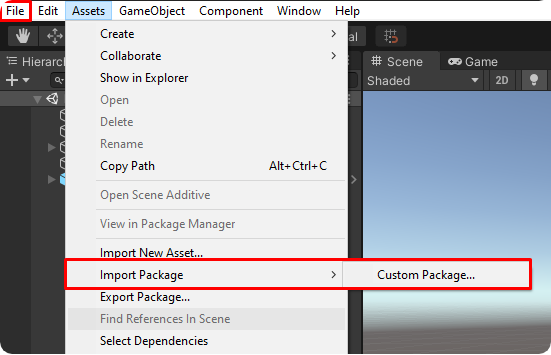 File Edit Assets GameObject Component Window Help
Hierarc
Create
Collaborate
Show in Explorer
Open
Delete
Rename
Copy Path Alt+Ctrl+C
Open Scene Additive
View in Package Manager
Import New Asset...
Import Package Custom Package...
Export Package...
Find References In Scene
Select Dependencies
al
Scene Game
Shaded 2D